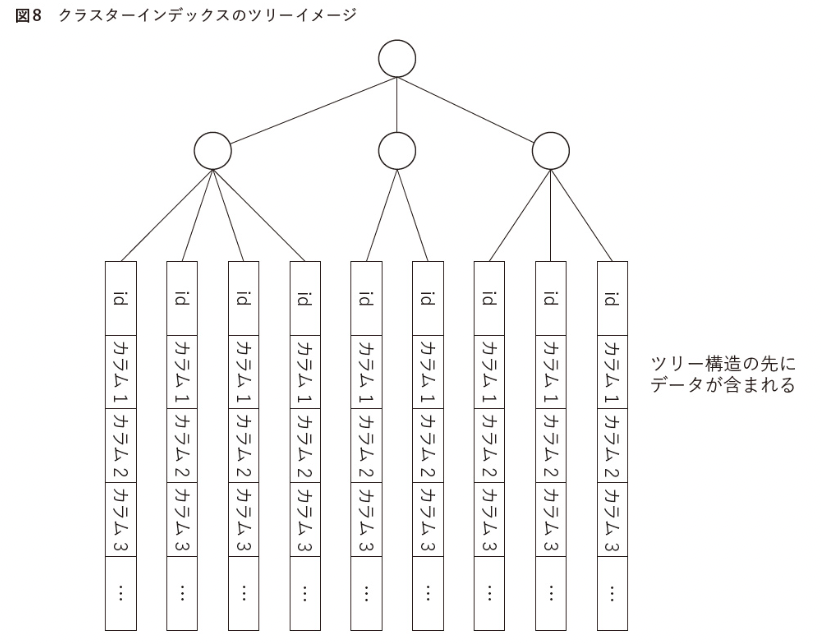 図8 クラスターインデックスのツリーイメージ
id id id id id id id id id
カラム1 カラム1 カラム1 カラム1 カラム1 カラム1 カラム1 カラム1 カラム1
カラム2 カラム2 カラム2 カラム2 カラム2 カラム2 カラム2 カラム2 カラム2
カラム3 カラム3 カラム3 カラム3 カラム3 カラム3 カラム3 カラム3 カラム3
… … … … … … … … …
ツリー構造の先に
データが含まれる